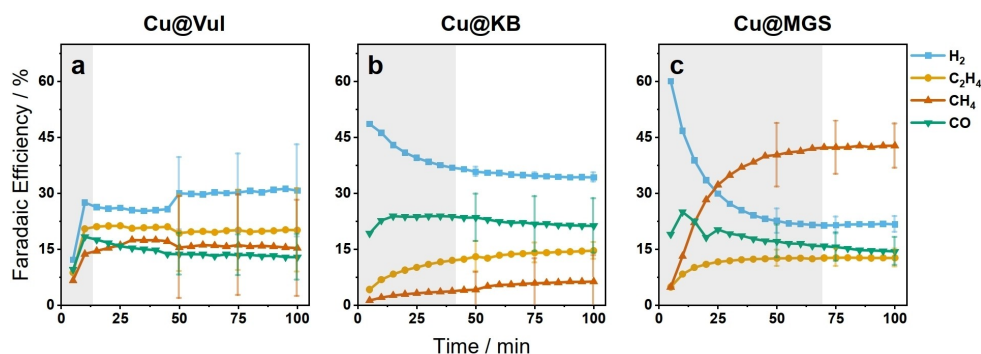 Cu@Vul Cu@KB Cu@MGS
Faradaic Efficiency / %
a b c
60 60 60
45 45 45
30 30 30
15 15 15
0 0 0
0 25 50 75 100 0 25 50 75 100 0 25 50 75 100
Time / min
H₂
C₂H₄
CH₄
CO